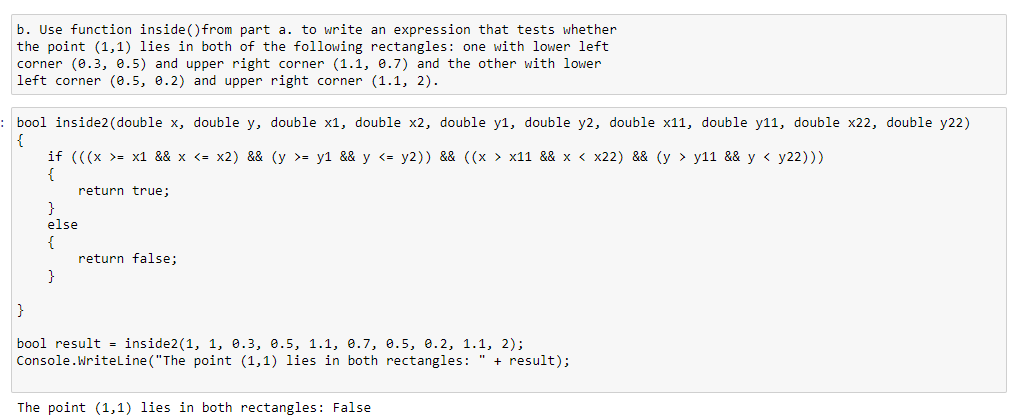 b. Use function inside()from part a. to write an expression that tests whether
the point (1,1) lies in both of the following rectangles: one with lower left
corner (0.3, 0.5) and upper right corner (1.1, 0.7) and the other with lower
left corner (0.5, 0.2) and upper right corner (1.1, 2).
: bool inside2(double x, double y, double x1, double x2, double y1, double y2, double x11, double y11, double x22, double y22)
{
    if (((x >= x1 && x <= x2) && (y >= y1 && y <= y2)) && ((x > x11 && x < x22) && (y > y11 && y < y22)))
    {
        return true;
    }
    else
    {
        return false;
    }
}
bool result = inside2(1, 1, 0.3, 0.5, 1.1, 0.7, 0.5, 0.2, 1.1, 2);
Console.WriteLine("The point (1,1) lies in both rectangles: " + result);
The point (1,1) lies in both rectangles: False